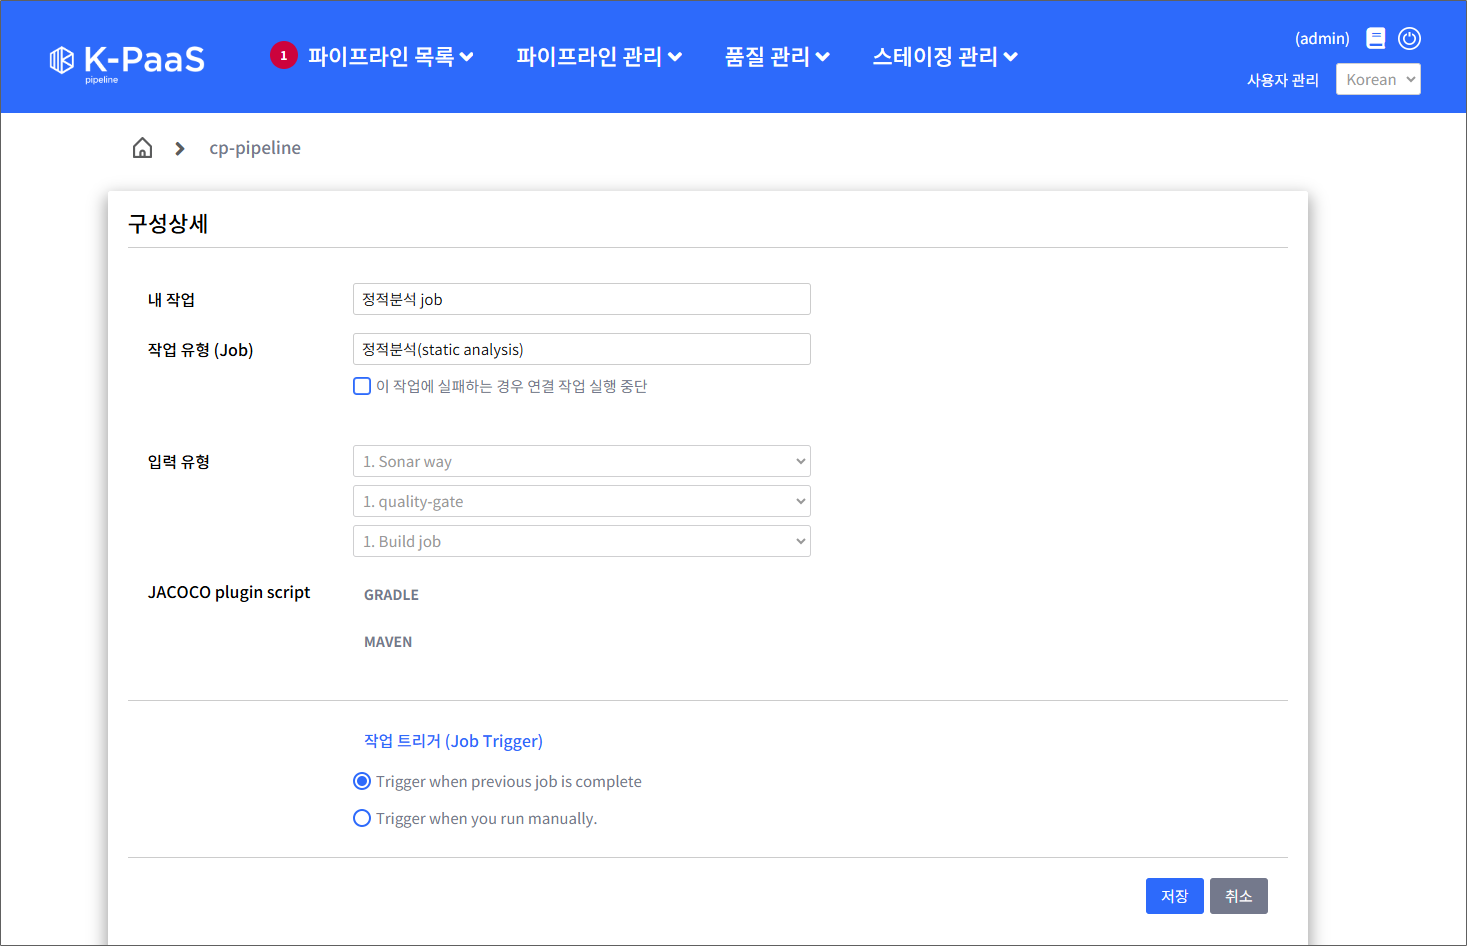 K-PaaS
pipeline
1 파이프라인 목록 파이프라인 관리 품질 관리 스테이징 관리
(admin)
사용자 관리 Korean
cp-pipeline
구성상세
내 작업 정적분석 job
작업 유형 (Job) 정적분석(static analysis)
이 작업에 실패하는 경우 연결 작업 실행 중단
입력 유형 1. Sonar way
1. quality-gate
1. Build job
JACOCO plugin script GRADLE
MAVEN
작업 트리거 (Job Trigger)
Trigger when previous job is complete
Trigger when you run manually.
저장 취소